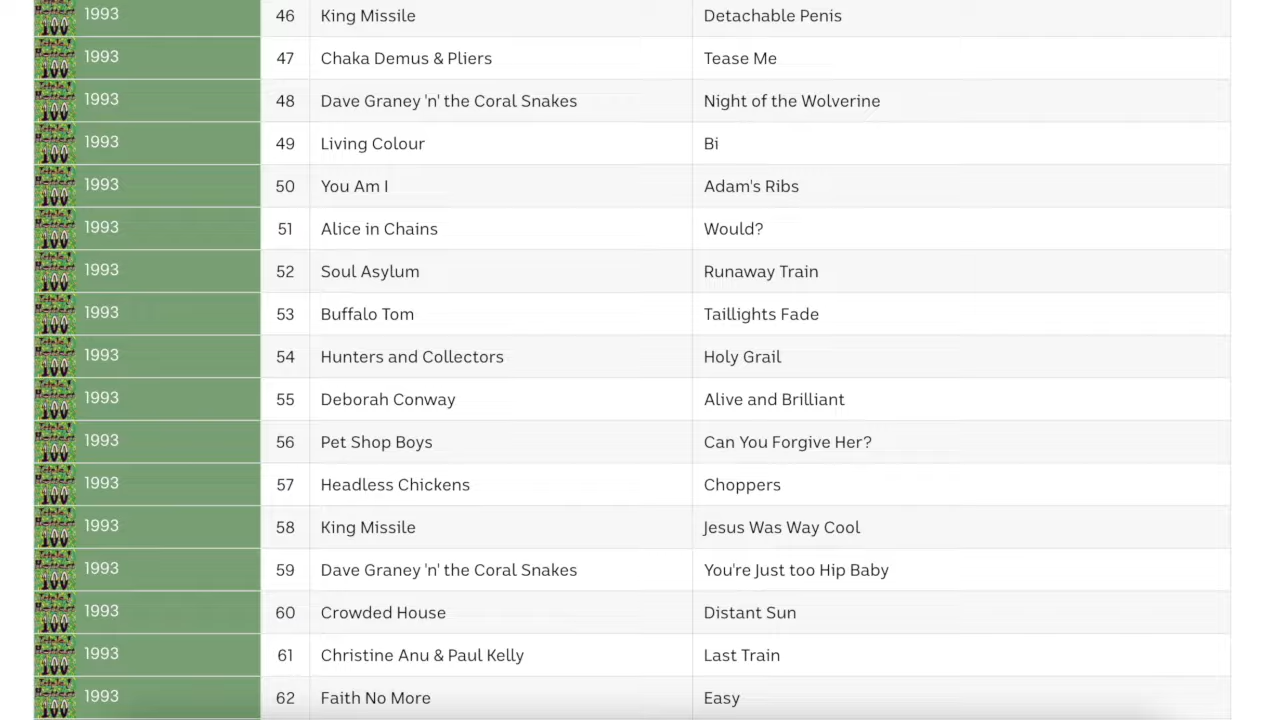 1993 46 King Missile Detachable Penis
1993 47 Chaka Demus & Pliers Tease Me
1993 48 Dave Graney 'n' the Coral Snakes Night of the Wolverine
1993 49 Living Colour Bi
1993 50 You Am I Adam's Ribs
1993 51 Alice in Chains Would?
1993 52 Soul Asylum Runaway Train
1993 53 Buffalo Tom Taillights Fade
1993 54 Hunters and Collectors Holy Grail
1993 55 Deborah Conway Alive and Brilliant
1993 56 Pet Shop Boys Can You Forgive Her?
1993 57 Headless Chickens Choppers
1993 58 King Missile Jesus Was Way Cool
1993 59 Dave Graney 'n' the Coral Snakes You're Just too Hip Baby
1993 60 Crowded House Distant Sun
1993 61 Christine Anu & Paul Kelly Last Train
1993 62 Faith No More Easy